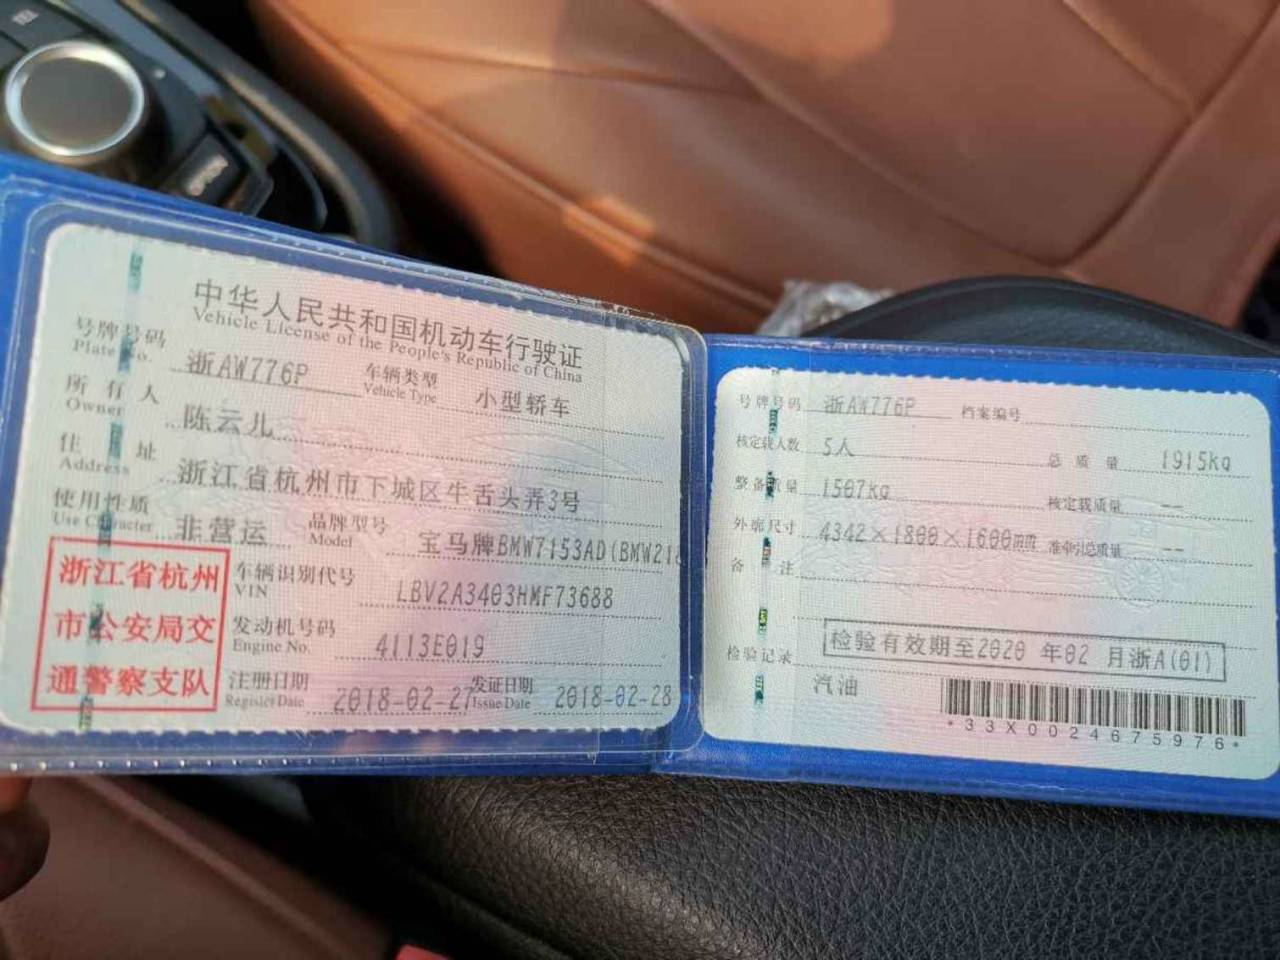 中华人民共和国机动车行驶证
Vehicle License of the People's Republic of China
号牌号码 浙AW776P 车辆类型 小型轿车
Plate No. Vehicle Type
所有人 陈云儿
Owner
住址 浙江省杭州市下城区牛舌头弄3号
Address
使用性质 非营运 品牌型号 宝马牌BMW7153AD(BMW21
Use Character Model
浙江省杭州
市公安局交
通警察支队
车辆识别代号 LBV2A3403HMF73688
VIN
发动机号码 4113E019
Engine No.
注册日期 2018-02-27 发证日期 2018-02-28
Register Date Issue Date
号牌号码 浙AW776P 档案编号
核定载人数 5人 总质量 1915kg
整备质量 1507kg 核定载质量 --
外廓尺寸 4342×1800×1600mm 准牵引总质量 --
备注
检验记录 检验有效期至2020 年02 月浙A(01)
汽油
*33X0024675976*